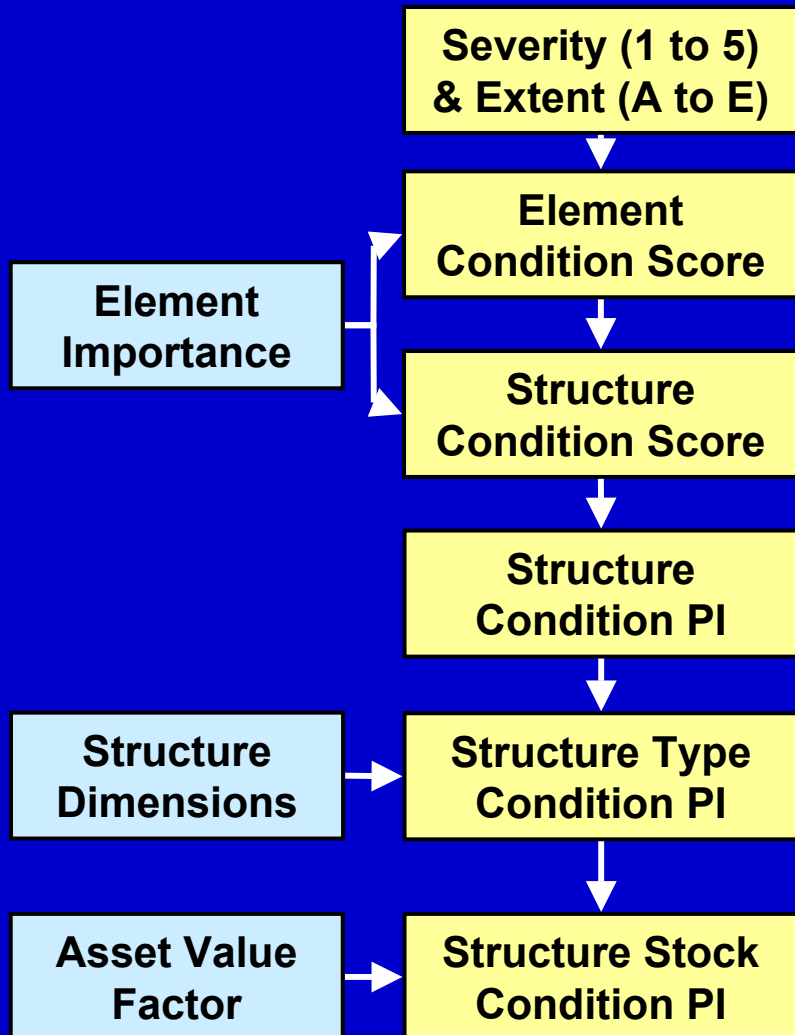 Severity (1 to 5)
& Extent (A to E)
Element
Condition Score
Element
Importance
Structure
Condition Score
Structure
Condition PI
Structure
Dimensions
Structure Type
Condition PI
Asset Value
Factor
Structure Stock
Condition PI